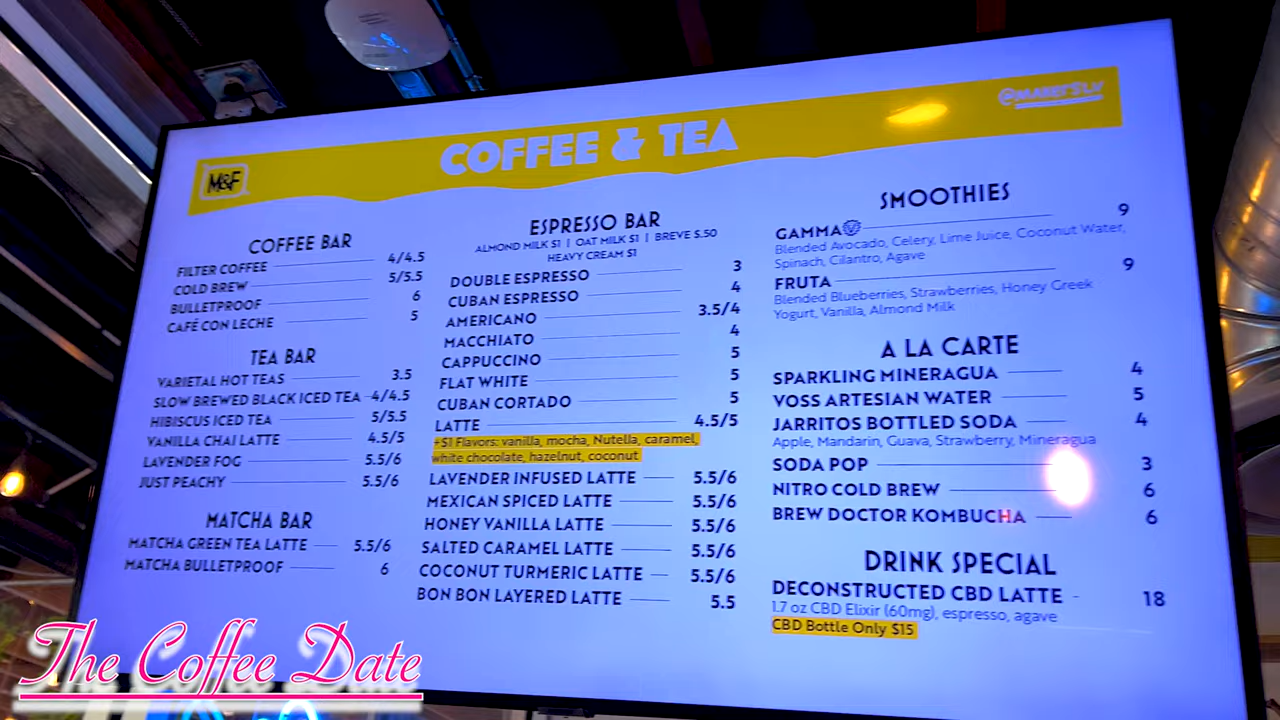 @MANEFSLV
M&F
COFFEE & TEA
COFFEE BAR
FILTER COFFEE 4/4.5
COLD BREW 5/5.5
BULLETPROOF 6
CAFÉ CON LECHE 5
TEA BAR
VARIETAL HOT TEAS 3.5
SLOW BREWED BLACK ICED TEA 4/4.5
HIBISCUS ICED TEA 5/5.5
VANILLA CHAI LATTE 4.5/5
LAVENDER FOG 5.5/6
JUST PEACHY 5.5/6
MATCHA BAR
MATCHA GREEN TEA LATTE 5.5/6
MATCHA BULLETPROOF 6
ESPRESSO BAR
ALMOND MILK $1 | OAT MILK $1 | BREVE $.50
HEAVY CREAM $1
DOUBLE ESPRESSO 3
CUBAN ESPRESSO 4
AMERICANO 3.5/4
MACCHIATO 4
CAPPUCCINO 5
FLAT WHITE 5
CUBAN CORTADO 5
LATTE 4.5/5
+$1 Flavors: vanilla, mocha, Nutella, caramel,
white chocolate, hazelnut, coconut
LAVENDER INFUSED LATTE 5.5/6
MEXICAN SPICED LATTE 5.5/6
HONEY VANILLA LATTE 5.5/6
SALTED CARAMEL LATTE 5.5/6
COCONUT TURMERIC LATTE 5.5/6
BON BON LAYERED LATTE 5.5
SMOOTHIES
GAMMA 9
Blended Avocado, Celery, Lime Juice, Coconut Water,
Spinach, Cilantro, Agave
FRUTA 9
Blended Blueberries, Strawberries, Honey Greek
Yogurt, Vanilla, Almond Milk
A LA CARTE
SPARKLING MINERAGUA 4
VOSS ARTESIAN WATER 5
JARRITOS BOTTLED SODA 4
Apple, Mandarin, Guava, Strawberry, Mineragua
SODA POP 3
NITRO COLD BREW 6
BREW DOCTOR KOMBUCHA 6
DRINK SPECIAL
DECONSTRUCTED CBD LATTE - 18
1.7 oz CBD Elixir (60mg), espresso, agave
CBD Bottle Only $15
The Coffee Date